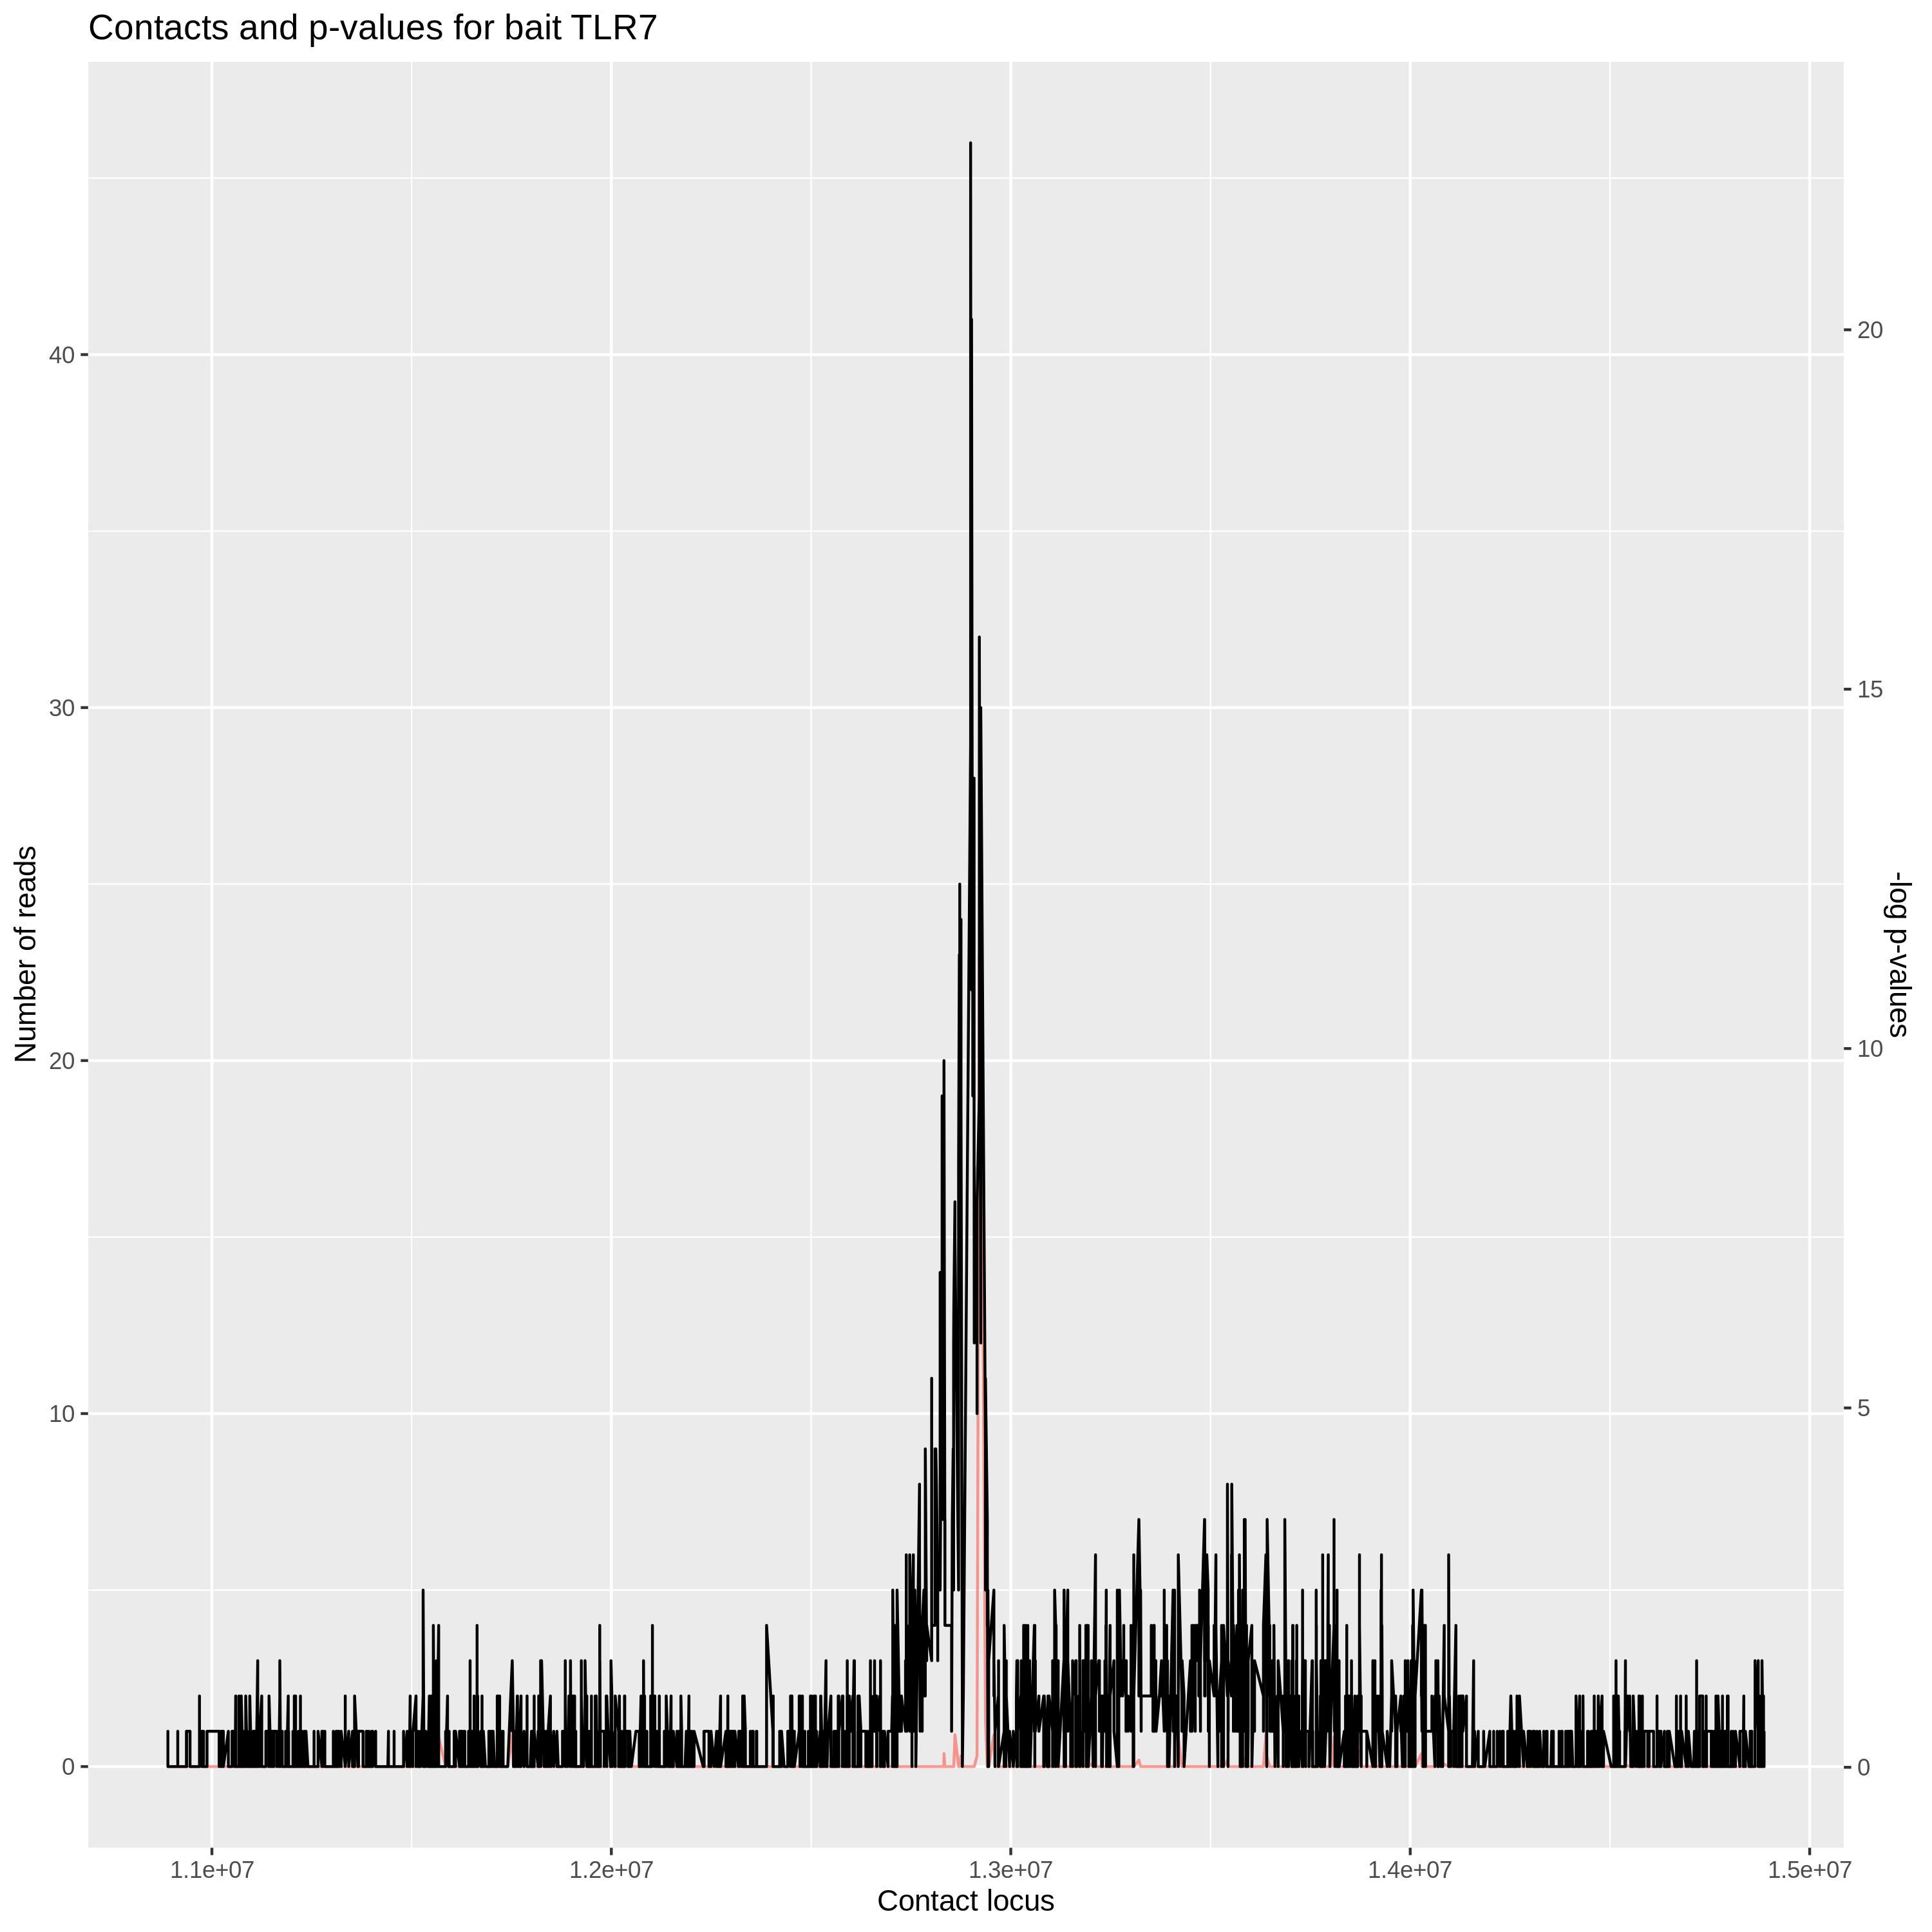 Contacts and p-values for bait TLR7
40
30
20
10
0
Number of reads
20
15
10
5
0
-log p-values
1.1e+07 1.2e+07 1.3e+07 1.4e+07 1.5e+07
Contact locus